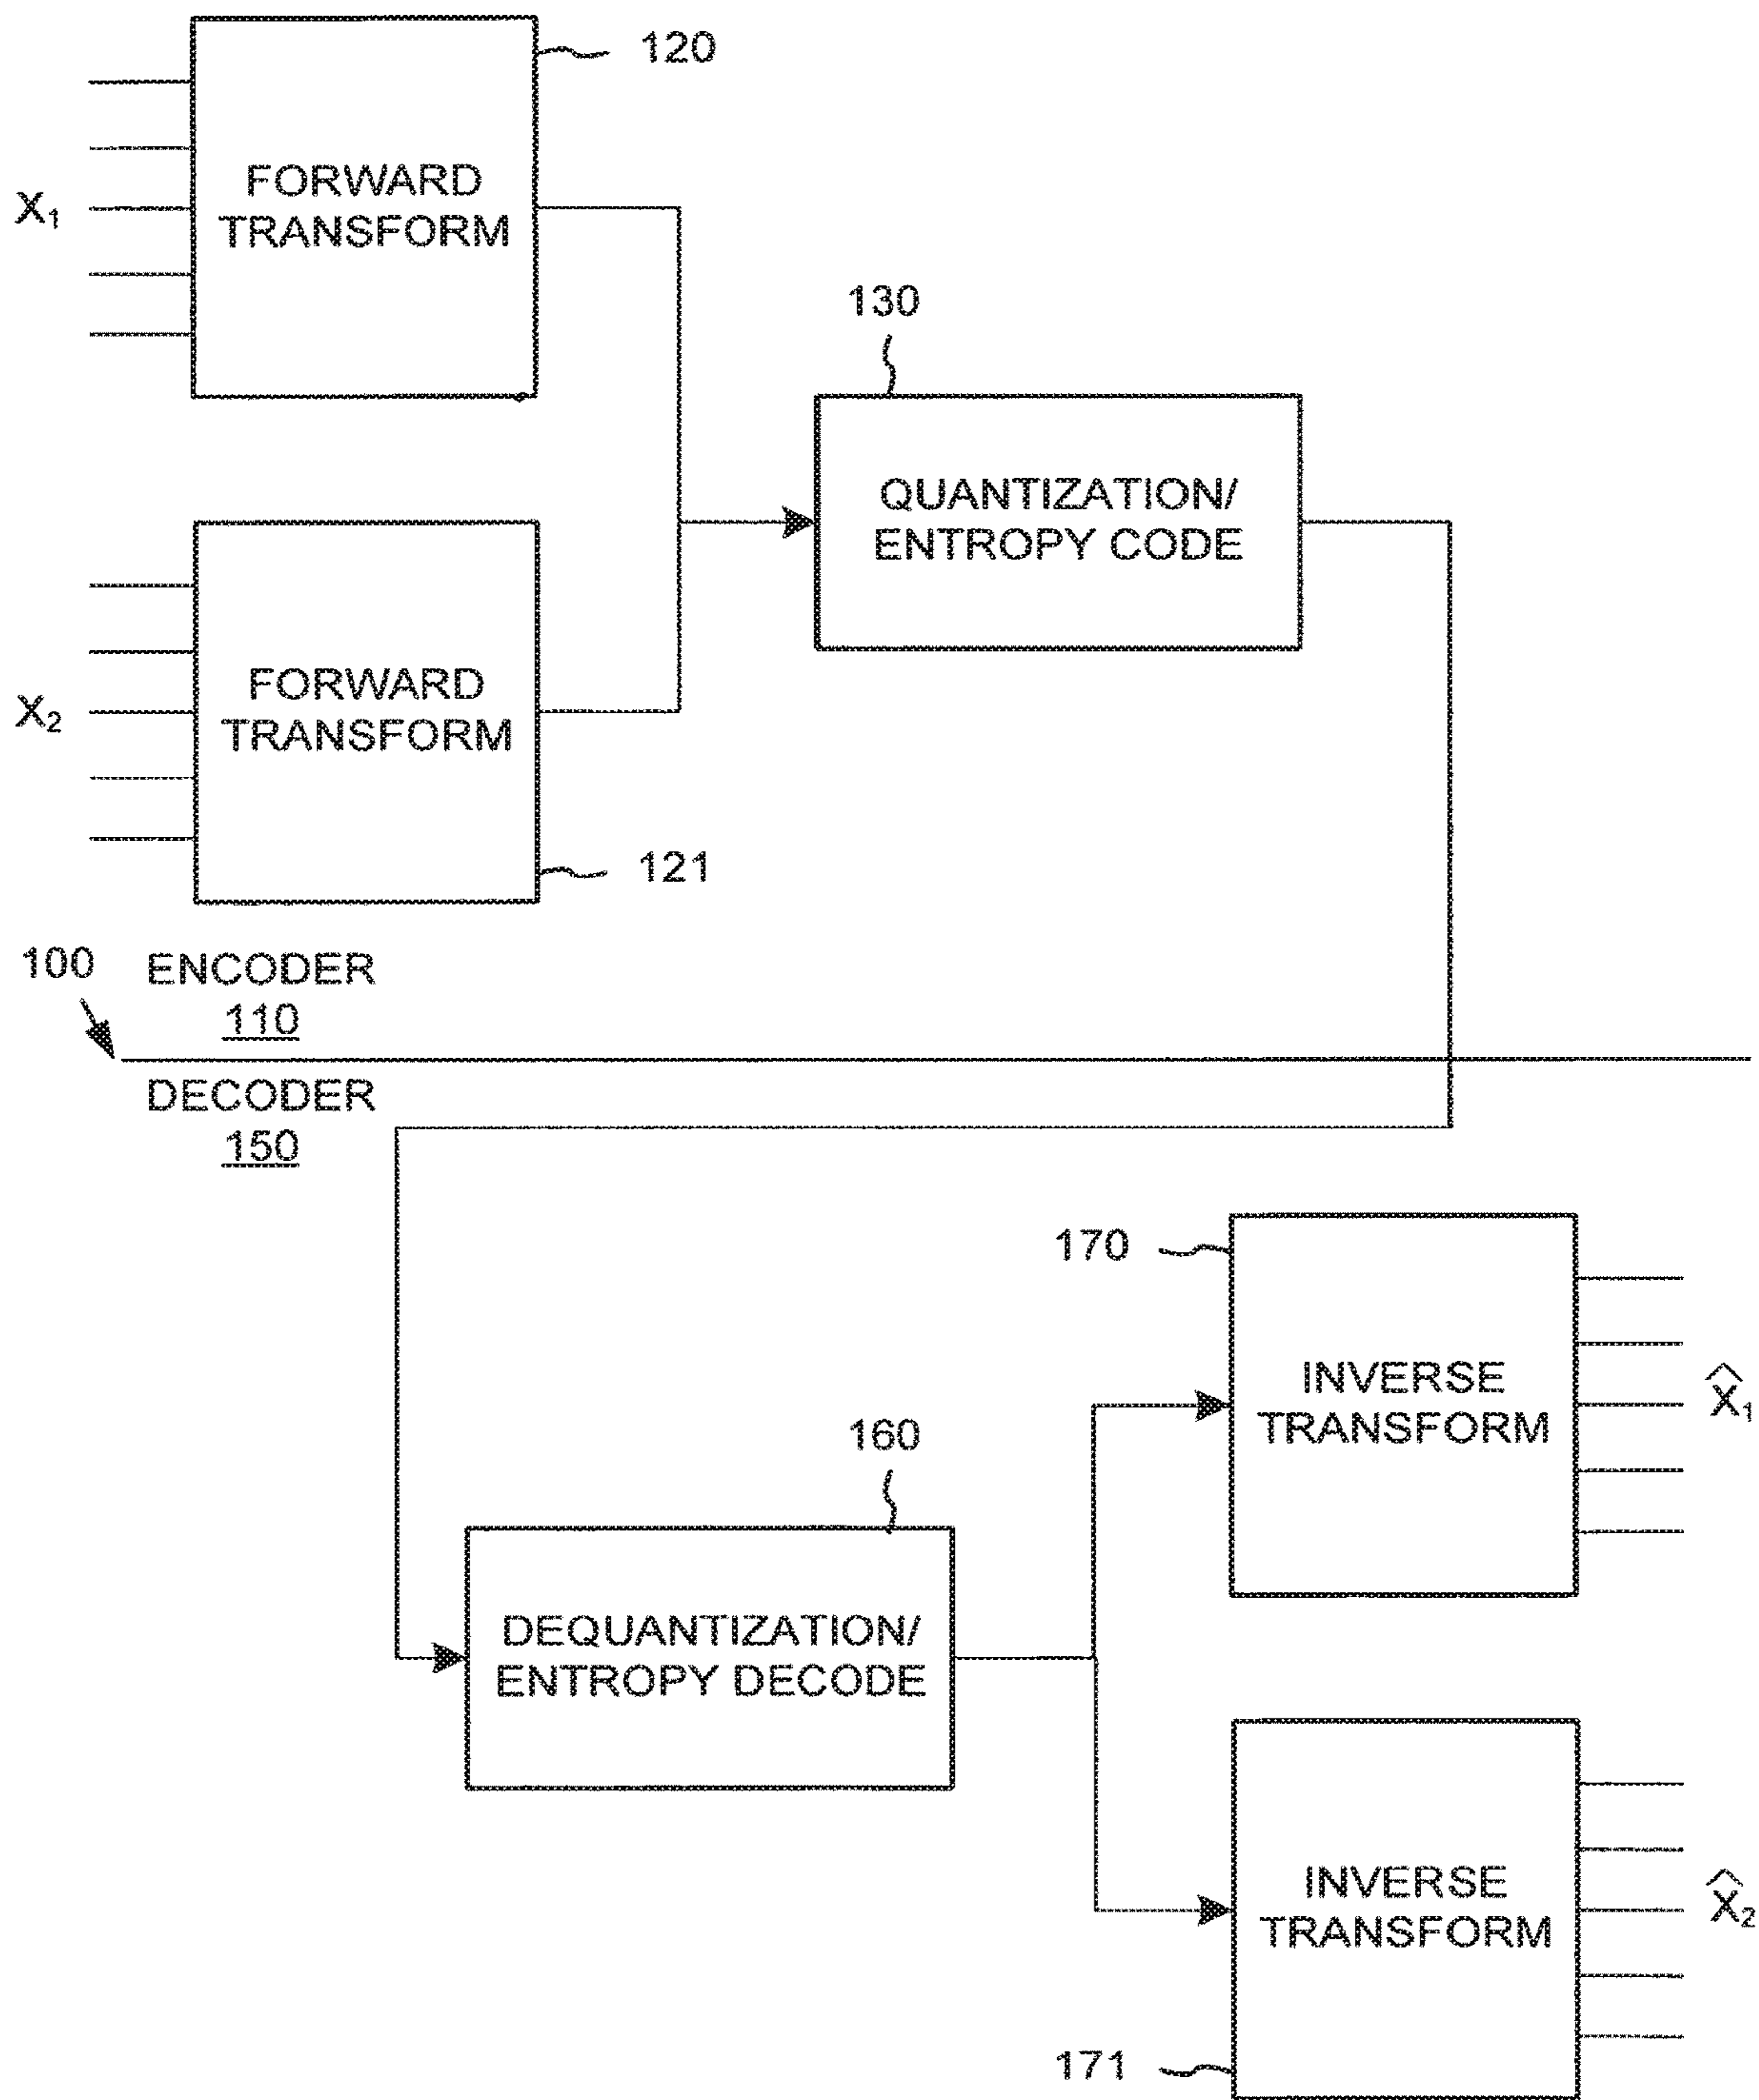 120
FORWARD
TRANSFORM
X₁
130
QUANTIZATION/
ENTROPY CODE
FORWARD
TRANSFORM
X₂
121
100
ENCODER
110
DECODER
150
170
INVERSE
TRANSFORM
X̂₁
160
DEQUANTIZATION/
ENTROPY DECODE
INVERSE
TRANSFORM
X̂₂
171